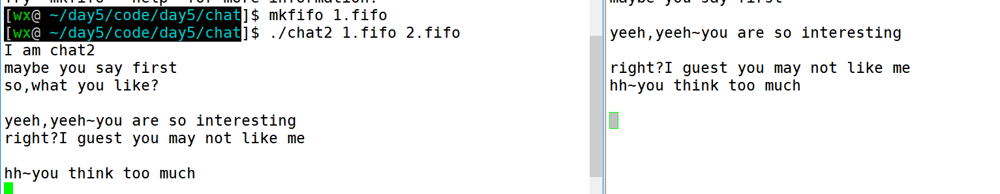 Try 'mkfifo --help' for more information.
[wx@ ~/day5/code/day5/chat]$ mkfifo 1.fifo
[wx@ ~/day5/code/day5/chat]$ ./chat2 1.fifo 2.fifo
I am chat2
maybe you say first
so,what you like?
yeeh,yeeh~you are so interesting
right?I guest you may not like me
hh~you think too much
maybe you say first
yeeh,yeeh~you are so interesting
right?I guest you may not like me
hh~you think too much